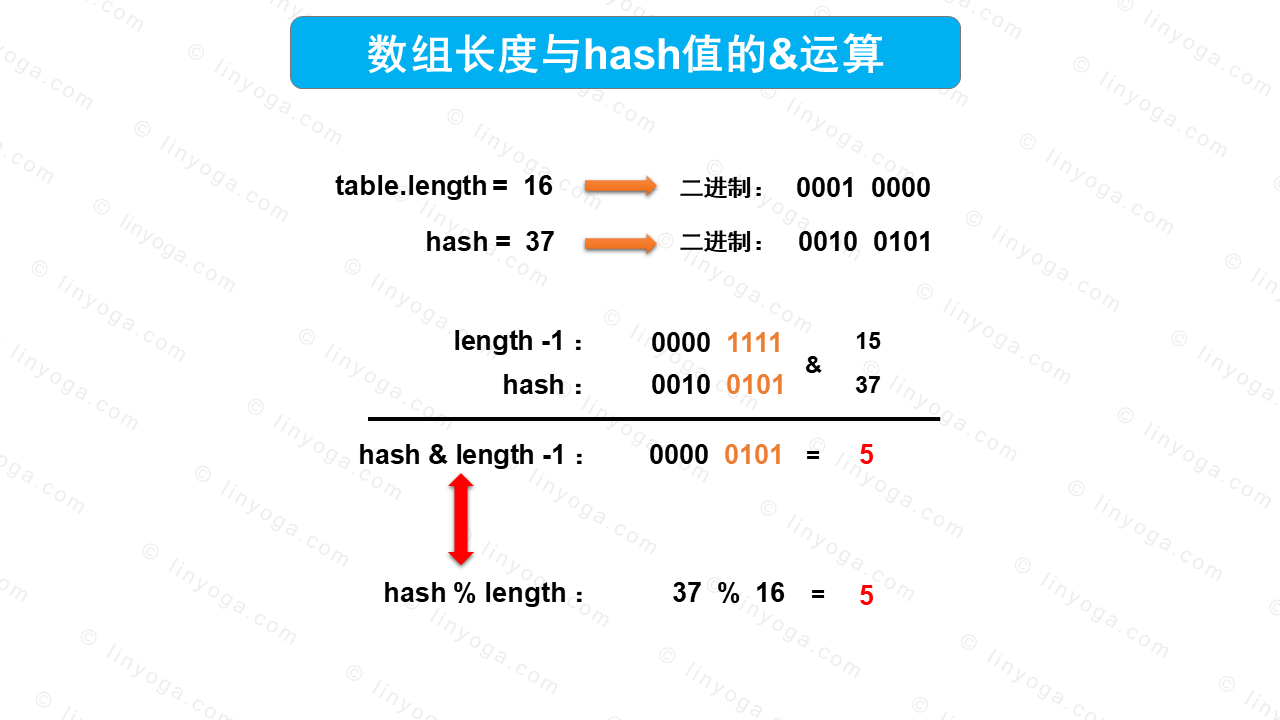 数组长度与hash值的&运算
table.length = 16 二进制： 0001 0000
hash = 37 二进制： 0010 0101
length -1： 0000 1111 15
&
hash： 0010 0101 37
hash & length -1： 0000 0101 = 5
hash % length： 37 % 16 = 5
© linyoga.com